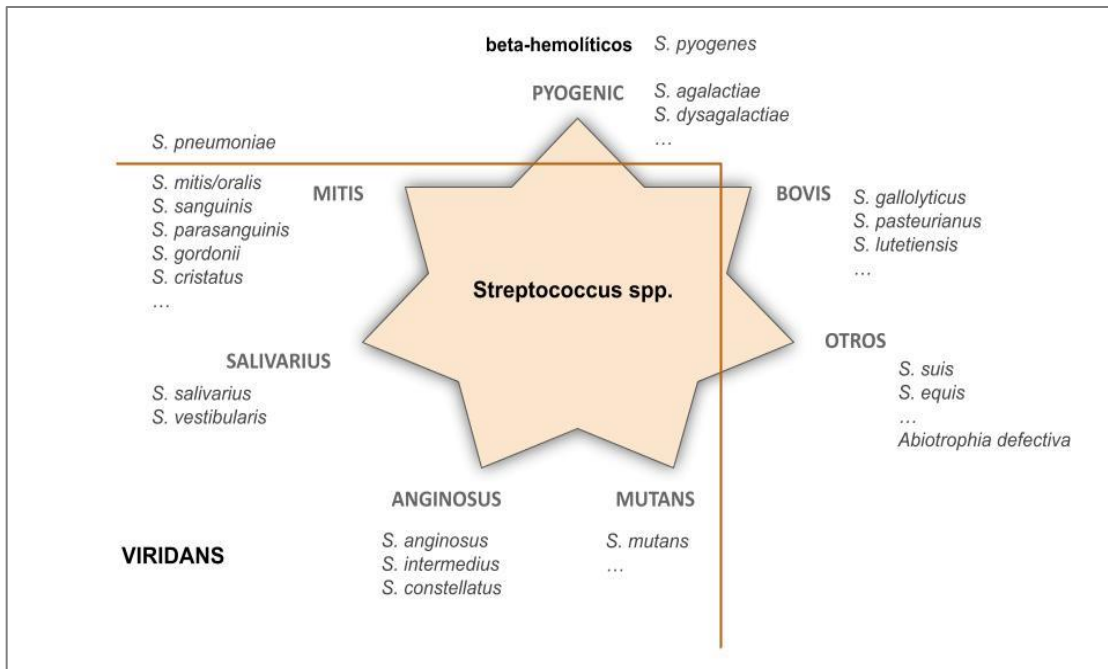 beta-hemolíticos
S. pyogenes
PYOGENIC
S. agalactiae
S. dysagalactiae
…
S. pneumoniae
MITIS
S. mitis/oralis
S. sanguinis
S. parasanguinis
S. gordonii
S. cristatus
…
BOVIS
S. gallolyticus
S. pasteurianus
S. lutetiensis
…
Streptococcus spp.
SALIVARIUS
S. salivarius
S. vestibularis
OTROS
S. suis
S. equis
…
Abiotrophia defectiva
ANGINOSUS
S. anginosus
S. intermedius
S. constellatus
MUTANS
S. mutans
…
VIRIDANS